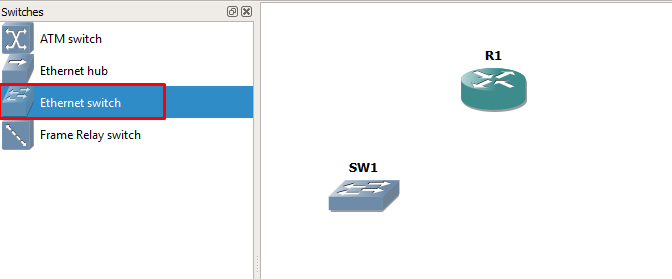 Switches
ATM switch
Ethernet hub
Ethernet switch
Frame Relay switch
R1
SW1